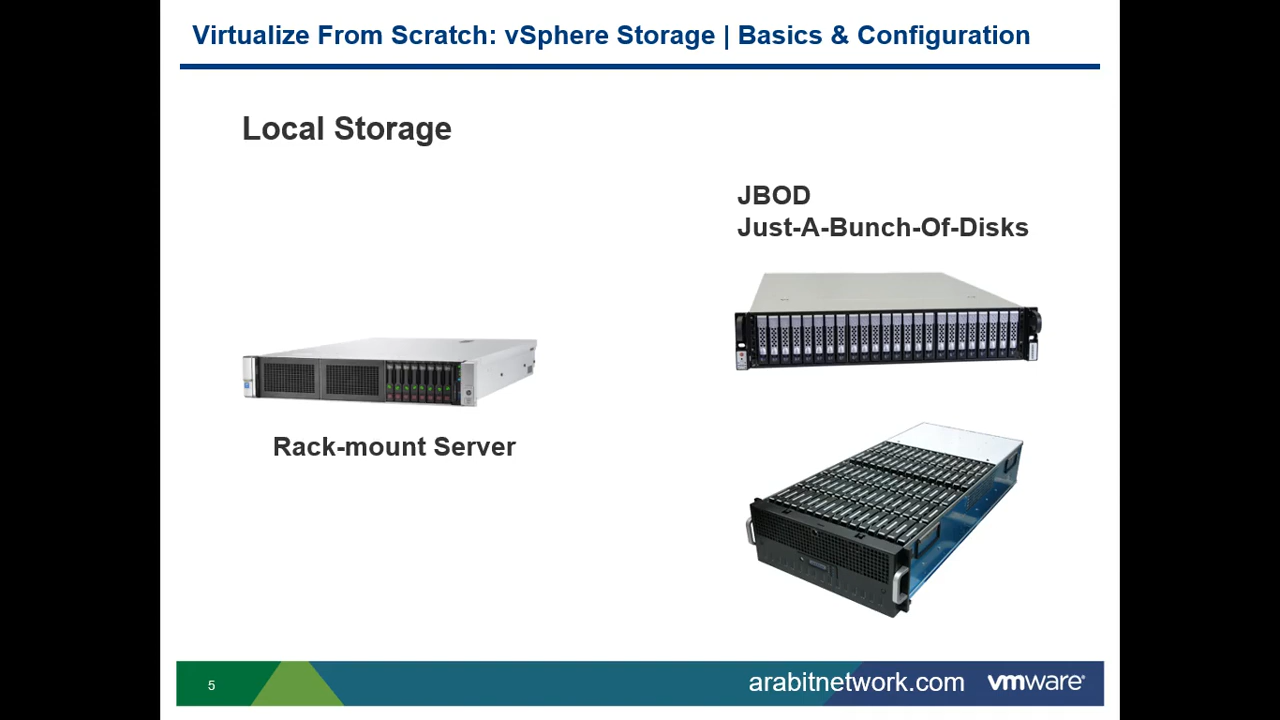 Virtualize From Scratch: vSphere Storage | Basics & Configuration
Local Storage
JBOD
Just-A-Bunch-Of-Disks
Rack-mount Server
5
arabitnetwork.com
vmware®